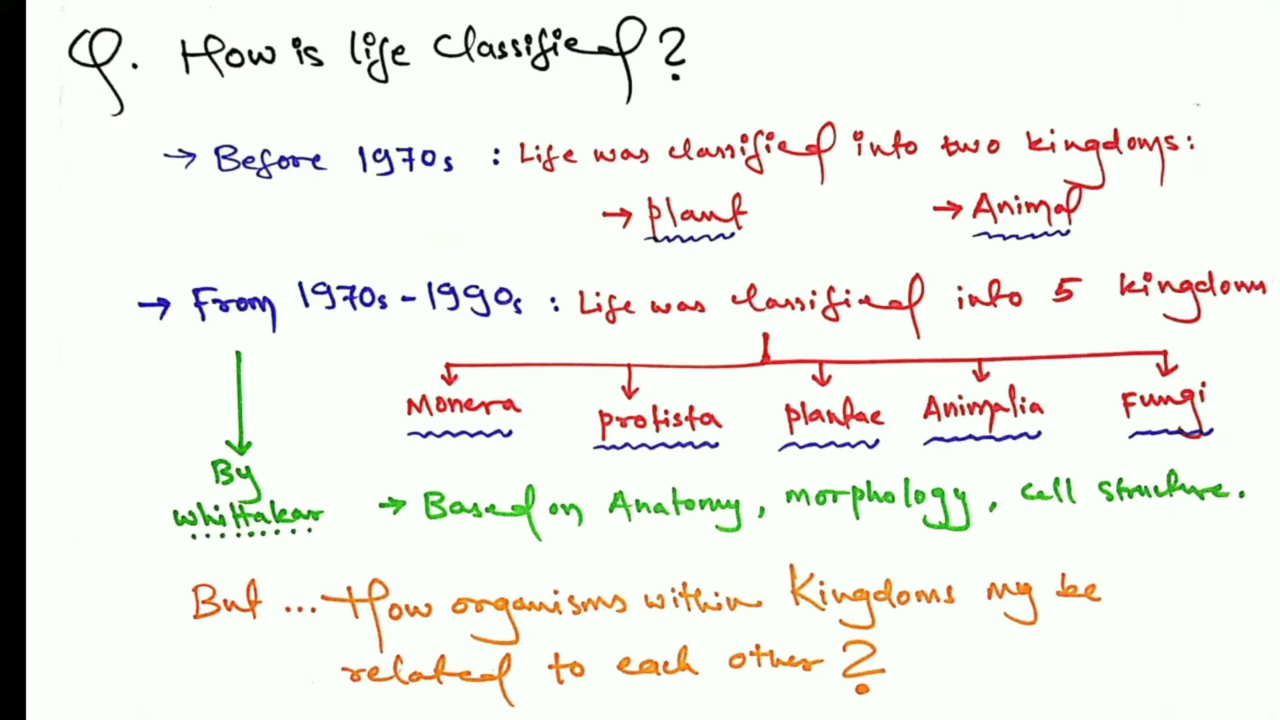 Q. How is life classified?
→ Before 1970s : Life was classified into two kingdoms:
→ plant → Animal
→ From 1970s - 1990s : Life was classified into 5 kingdoms
Monera protista plantae Animalia Fungi
By
Whittakar → Based on Anatomy, morphology, cell structure.
But ... How organisms within Kingdoms my be
related to each other?